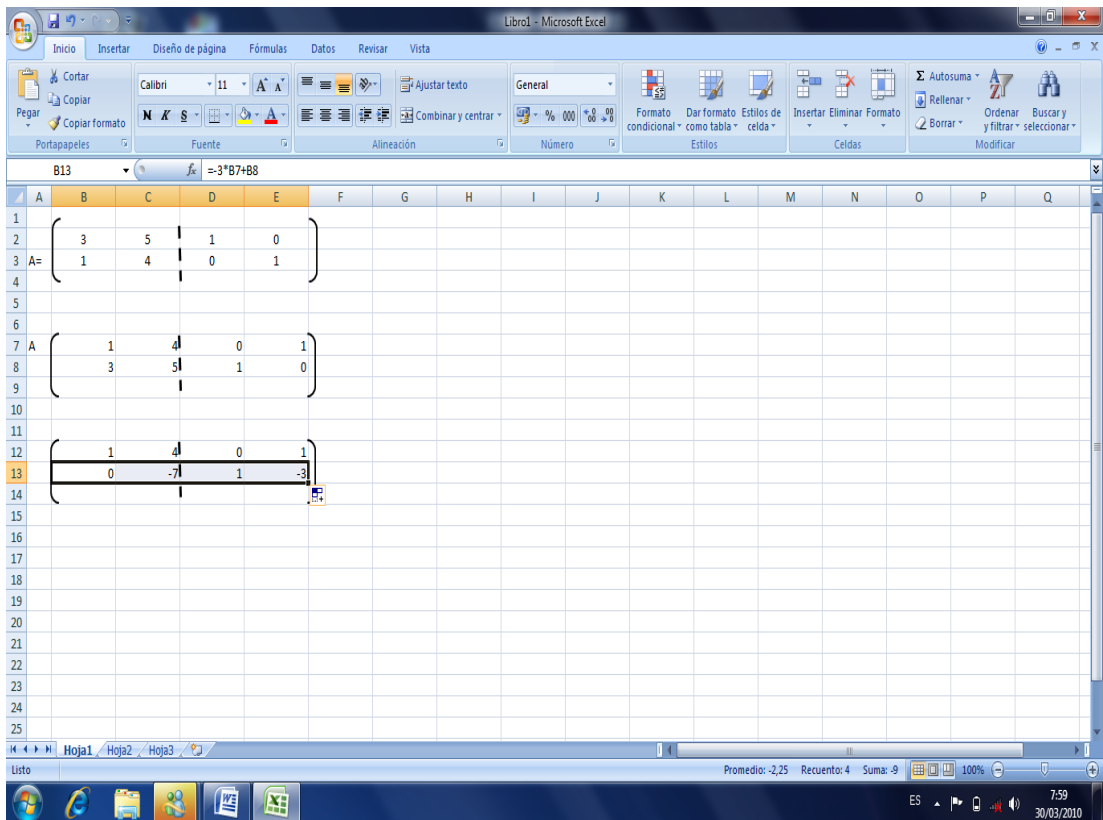 Libro1 - Microsoft Excel
Inicio Insertar Diseño de página Fórmulas Datos Revisar Vista
Pegar
Cortar
Copiar
Copiar formato
Portapapeles
Calibri 11 A A
N K S A
Fuente
Ajustar texto
Combinar y centrar
Alineación
General
% 000 ,0 ,00 ,00 ,0
Número
Formato condicional
Dar formato como tabla
Estilos de celda
Estilos
Insertar Eliminar Formato
Celdas
Σ Autosuma
Rellenar
Borrar
Ordenar y filtrar
Buscar y seleccionar
Modificar
B13 fx =-3*B7+B8
A B C D E F G H I J K L M N O P Q
1
2 3 5 1 0
3 A= 1 4 0 1
4
5
6
7 A 1 4 0 1
8 3 5 1 0
9
10
11
12 1 4 0 1
13 0 -7 1 -3
14
15
16
17
18
19
20
21
22
23
24
25
Hoja1 Hoja2 Hoja3
Listo Promedio: -2,25 Recuento: 4 Suma: -9 100%
ES 7:59
30/03/2010